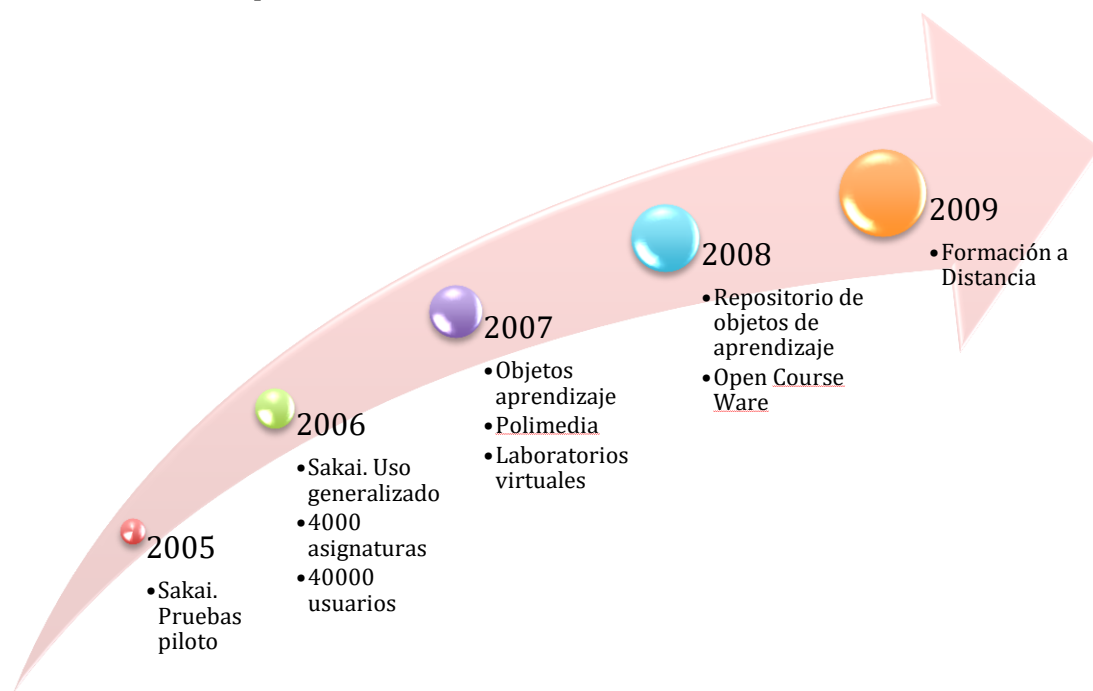 2005
•Sakai.
Pruebas
piloto
2006
•Sakai. Uso
generalizado
•4000
asignaturas
•40000
usuarios
2007
•Objetos
aprendizaje
•Polimedia
•Laboratorios
virtuales
2008
•Repositorio de
objetos de
aprendizaje
•Open Course
Ware
2009
•Formación a
Distancia